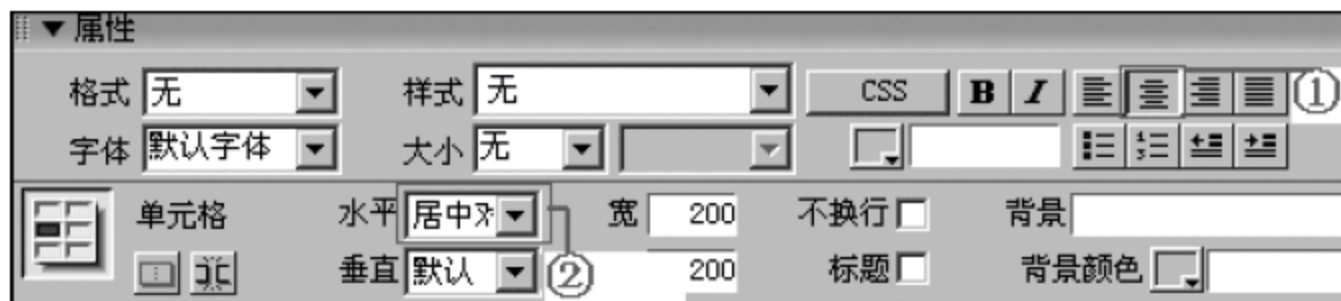 属性
格式 无 样式 无 CSS B I ①
字体 默认字体 大小 无
单元格 水平 居中对 宽 200 不换行 背景
垂直 默认 ② 200 标题 背景颜色